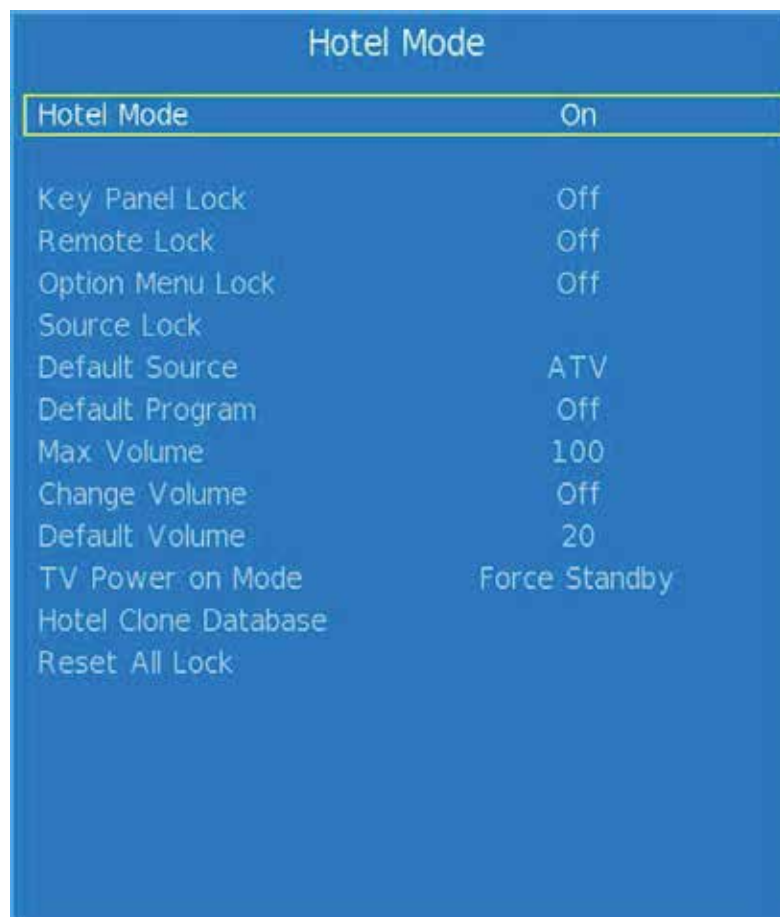 Hotel Mode
Hotel Mode On
Key Panel Lock Off
Remote Lock Off
Option Menu Lock Off
Source Lock
Default Source ATV
Default Program Off
Max Volume 100
Change Volume Off
Default Volume 20
TV Power on Mode Force Standby
Hotel Clone Database
Reset All Lock